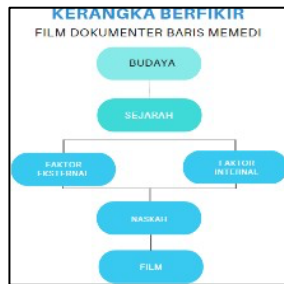 KERANGKA BERFIKIR
FILM DOKUMENTER BARIS MEMEDI
BUDAYA
SEJARAH
FAKTOR
EKSTERNAL
FAKTOR
INTERNAL
NASKAH
FILM